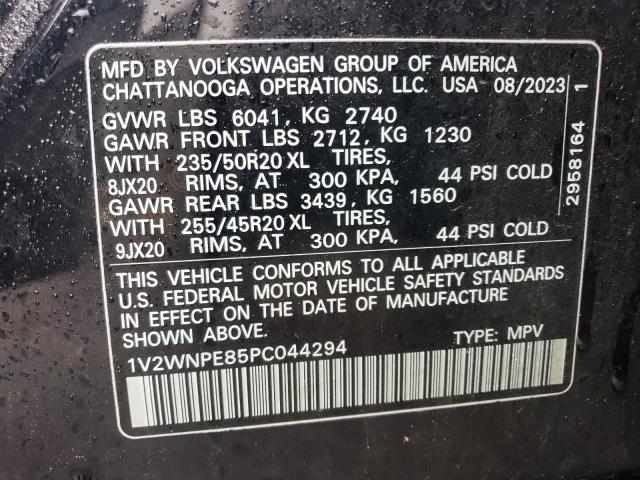 MFD BY VOLKSWAGEN GROUP OF AMERICA
CHATTANOOGA OPERATIONS, LLC. USA 08/2023
GVWR LBS 6041, KG 2740
GAWR FRONT LBS 2712, KG 1230
WITH 235/50R20 XL TIRES,
8JX20 RIMS, AT 300 KPA, 44 PSI COLD
GAWR REAR LBS 3439, KG 1560
WITH 255/45R20 XL TIRES,
9JX20 RIMS, AT 300 KPA, 44 PSI COLD
THIS VEHICLE CONFORMS TO ALL APPLICABLE
U.S. FEDERAL MOTOR VEHICLE SAFETY STANDARDS
IN EFFECT ON THE DATE OF MANUFACTURE
SHOWN ABOVE.
1V2WNPE85PC044294 TYPE: MPV
2958164 1